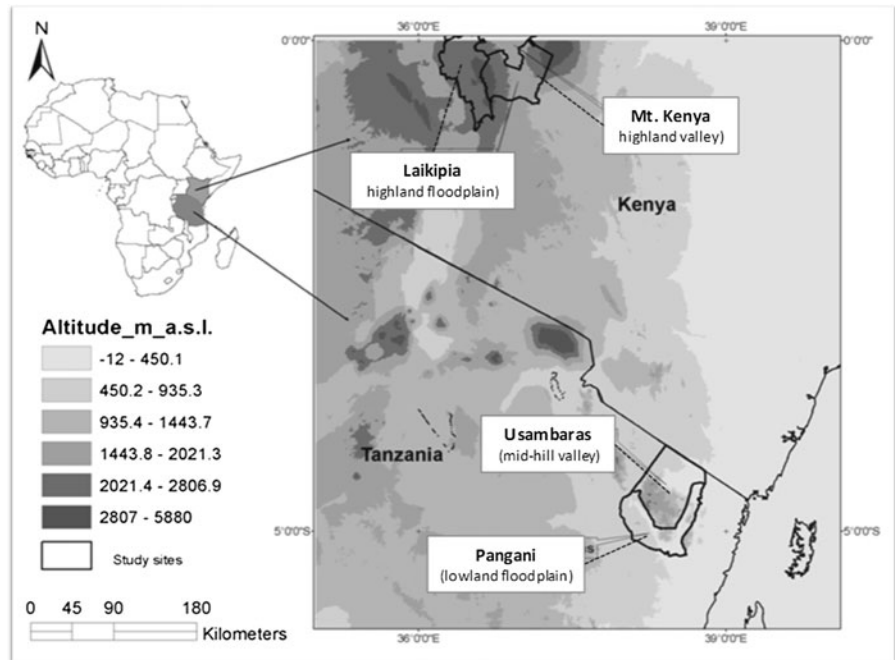 N
36°0'0"E
39°0'0"E
0°0'0"
0°0'0"
Mt. Kenya
highland valley)
Laikipia
highland floodplain)
Kenya
Altitude_m_a.s.l.
-12 - 450.1
450.2 - 935.3
935.4 - 1443.7
1443.8 - 2021.3
2021.4 - 2806.9
2807 - 5880
Study sites
0 45 90 180
Kilometers
Usambaras
(mid-hill valley)
Tanzania
5°0'0"S
5°0'0"S
Pangani
(lowland floodplain)
36°0'0"E
39°0'0"E